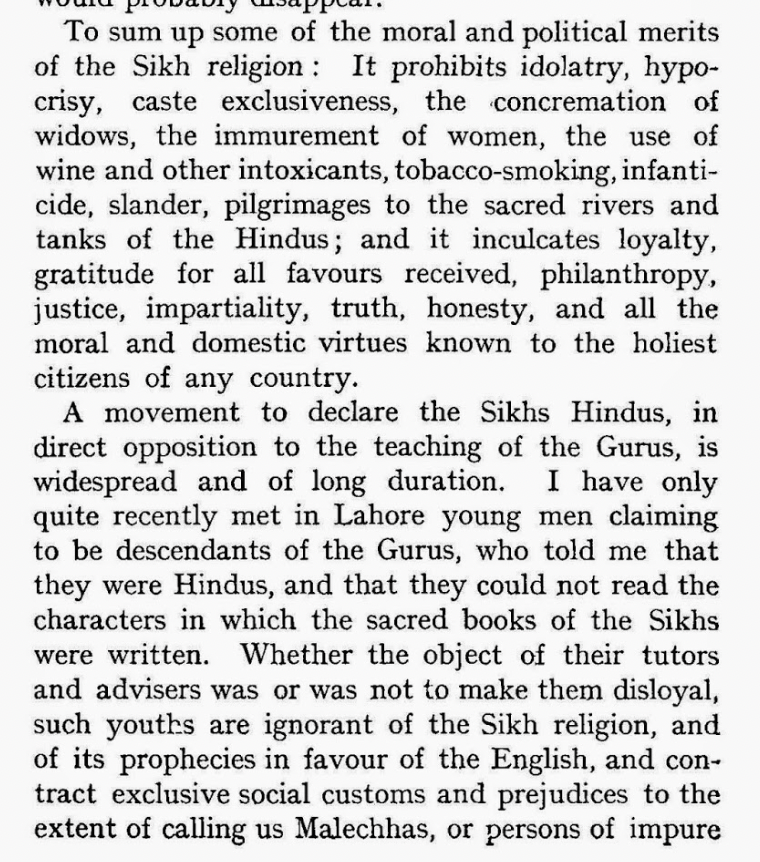 would probably disappear.
To sum up some of the moral and political merits
of the Sikh religion : It prohibits idolatry, hypo-
crisy, caste exclusiveness, the concremation of
widows, the immurement of women, the use of
wine and other intoxicants, tobacco-smoking, infanti-
cide, slander, pilgrimages to the sacred rivers and
tanks of the Hindus; and it inculcates loyalty,
gratitude for all favours received, philanthropy,
justice, impartiality, truth, honesty, and all the
moral and domestic virtues known to the holiest
citizens of any country.
A movement to declare the Sikhs Hindus, in
direct opposition to the teaching of the Gurus, is
widespread and of long duration. I have only
quite recently met in Lahore young men claiming
to be descendants of the Gurus, who told me that
they were Hindus, and that they could not read the
characters in which the sacred books of the Sikhs
were written. Whether the object of their tutors
and advisers was or was not to make them disloyal,
such youths are ignorant of the Sikh religion, and
of its prophecies in favour of the English, and con-
tract exclusive social customs and prejudices to the
extent of calling us Malechhas, or persons of impure